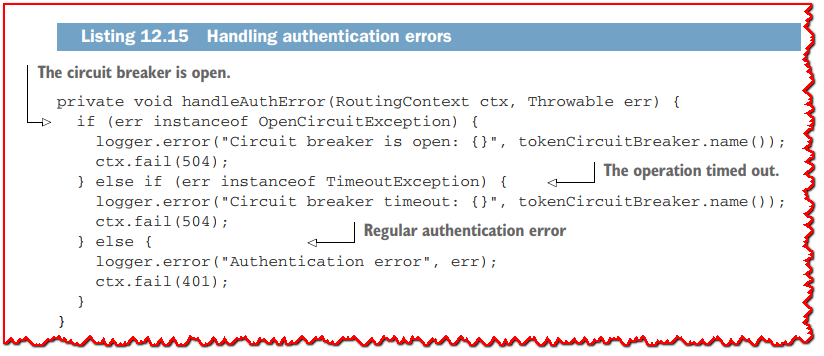 Listing 12.15 Handling authentication errors
The circuit breaker is open.
private void handleAuthError(RoutingContext ctx, Throwable err) {
if (err instanceof OpenCircuitException) {
logger.error("Circuit breaker is open: {}", tokenCircuitBreaker.name());
ctx.fail(504);
The operation timed out.
} else if (err instanceof TimeoutException) {
logger.error("Circuit breaker timeout: {}", tokenCircuitBreaker.name());
ctx.fail(504);
Regular authentication error
} else {
logger.error("Authentication error", err);
ctx.fail(401);
}
}